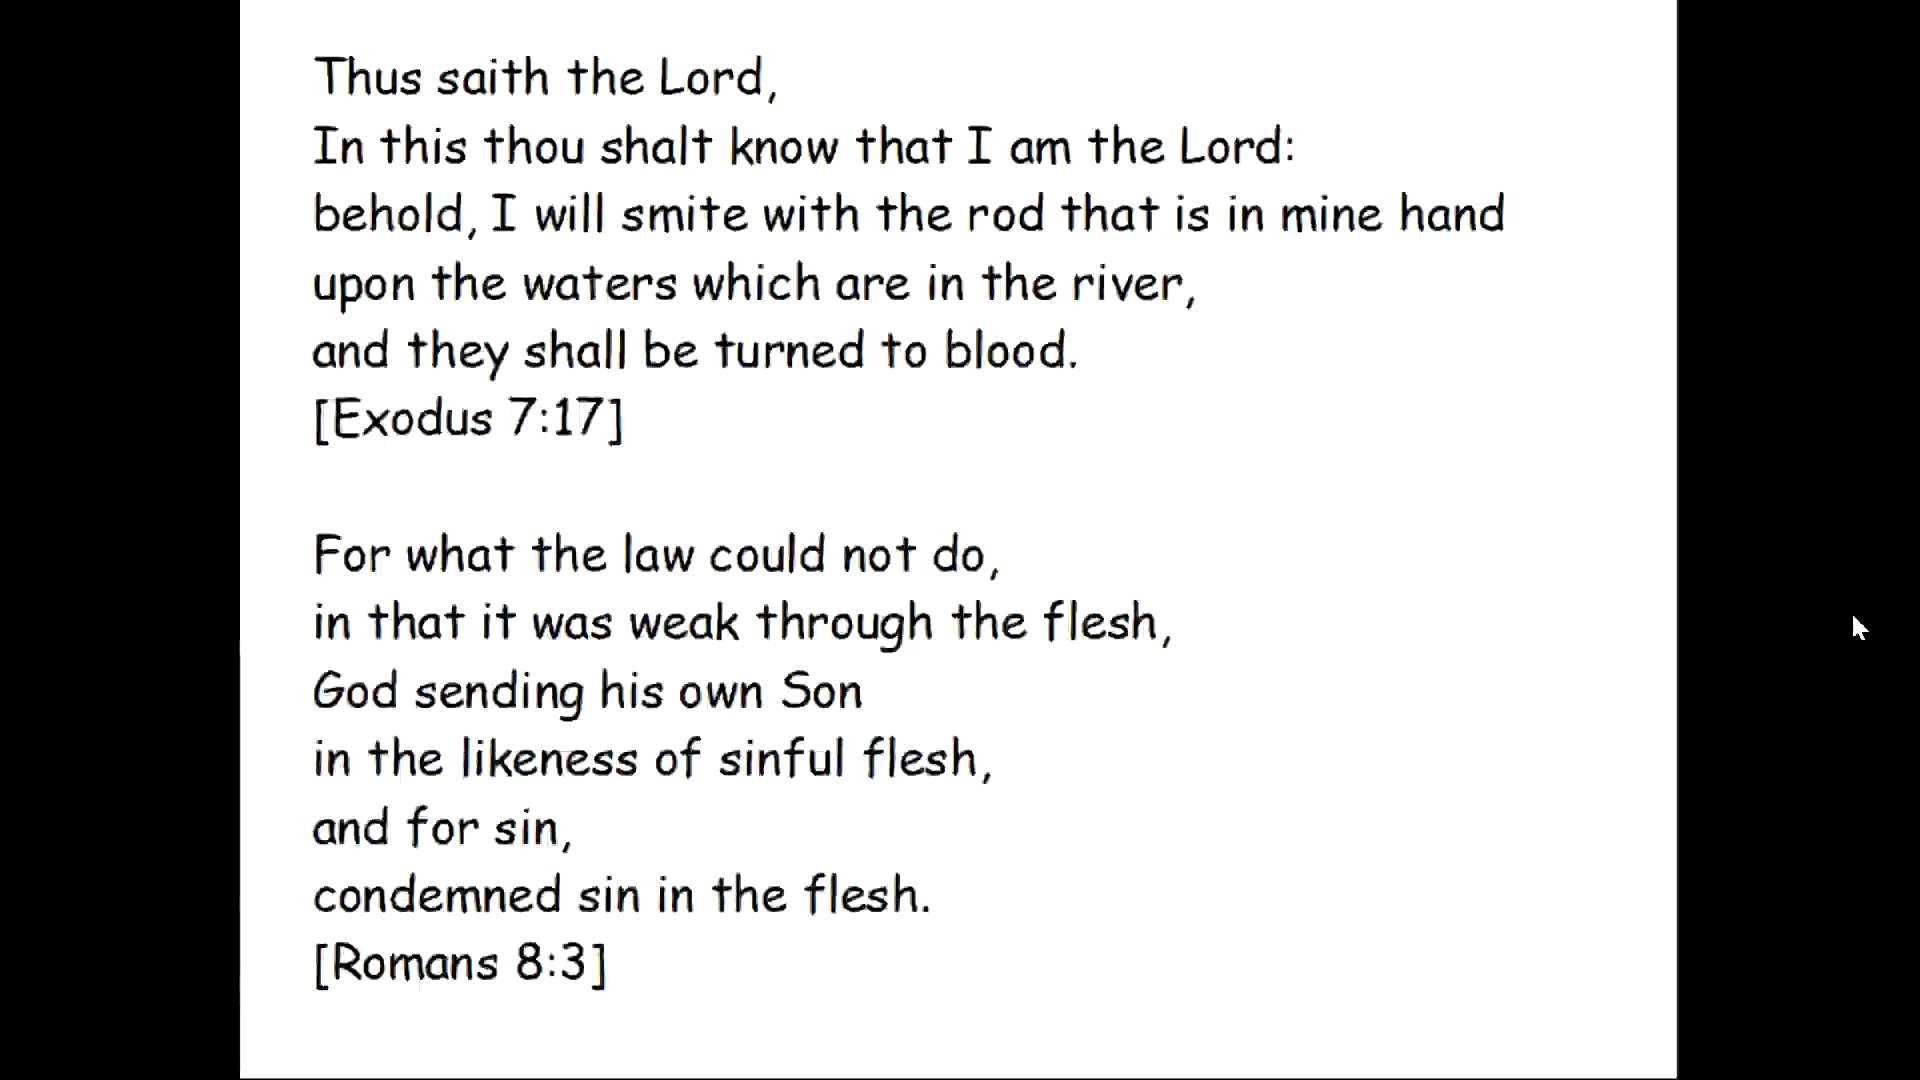 Thus saith the Lord,
In this thou shalt know that I am the Lord:
behold, I will smite with the rod that is in mine hand
upon the waters which are in the river,
and they shall be turned to blood.
[Exodus 7:17]
For what the law could not do,
in that it was weak through the flesh,
God sending his own Son
in the likeness of sinful flesh,
and for sin,
condemned sin in the flesh.
[Romans 8:3]